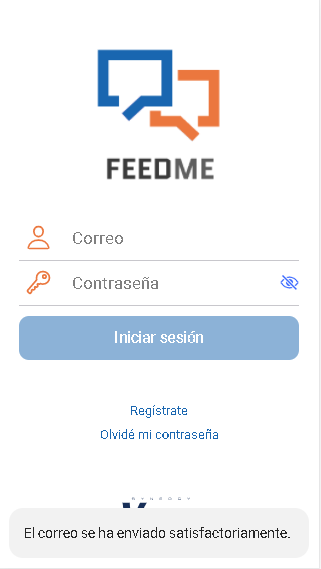 FEEDME
Correo
Contraseña
Iniciar sesión
Regístrate
Olvidé mi contraseña
El correo se ha enviado satisfactoriamente.